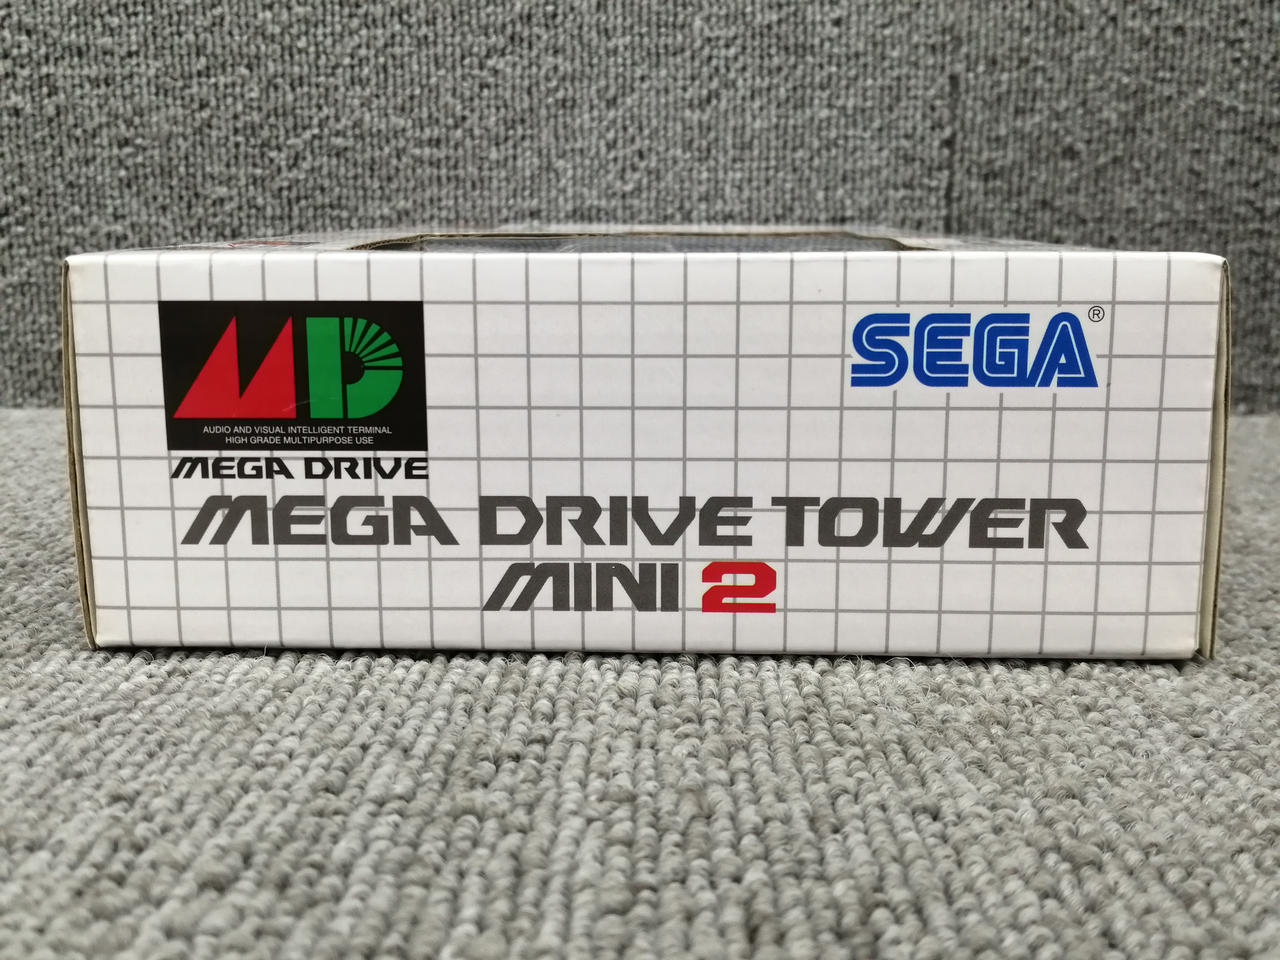 MD
AUDIO AND VISUAL INTELLIGENT TERMINAL
HIGH GRADE MULTIPURPOSE USE
MEGA DRIVE
SEGA®
MEGA DRIVE TOWER
MINI 2